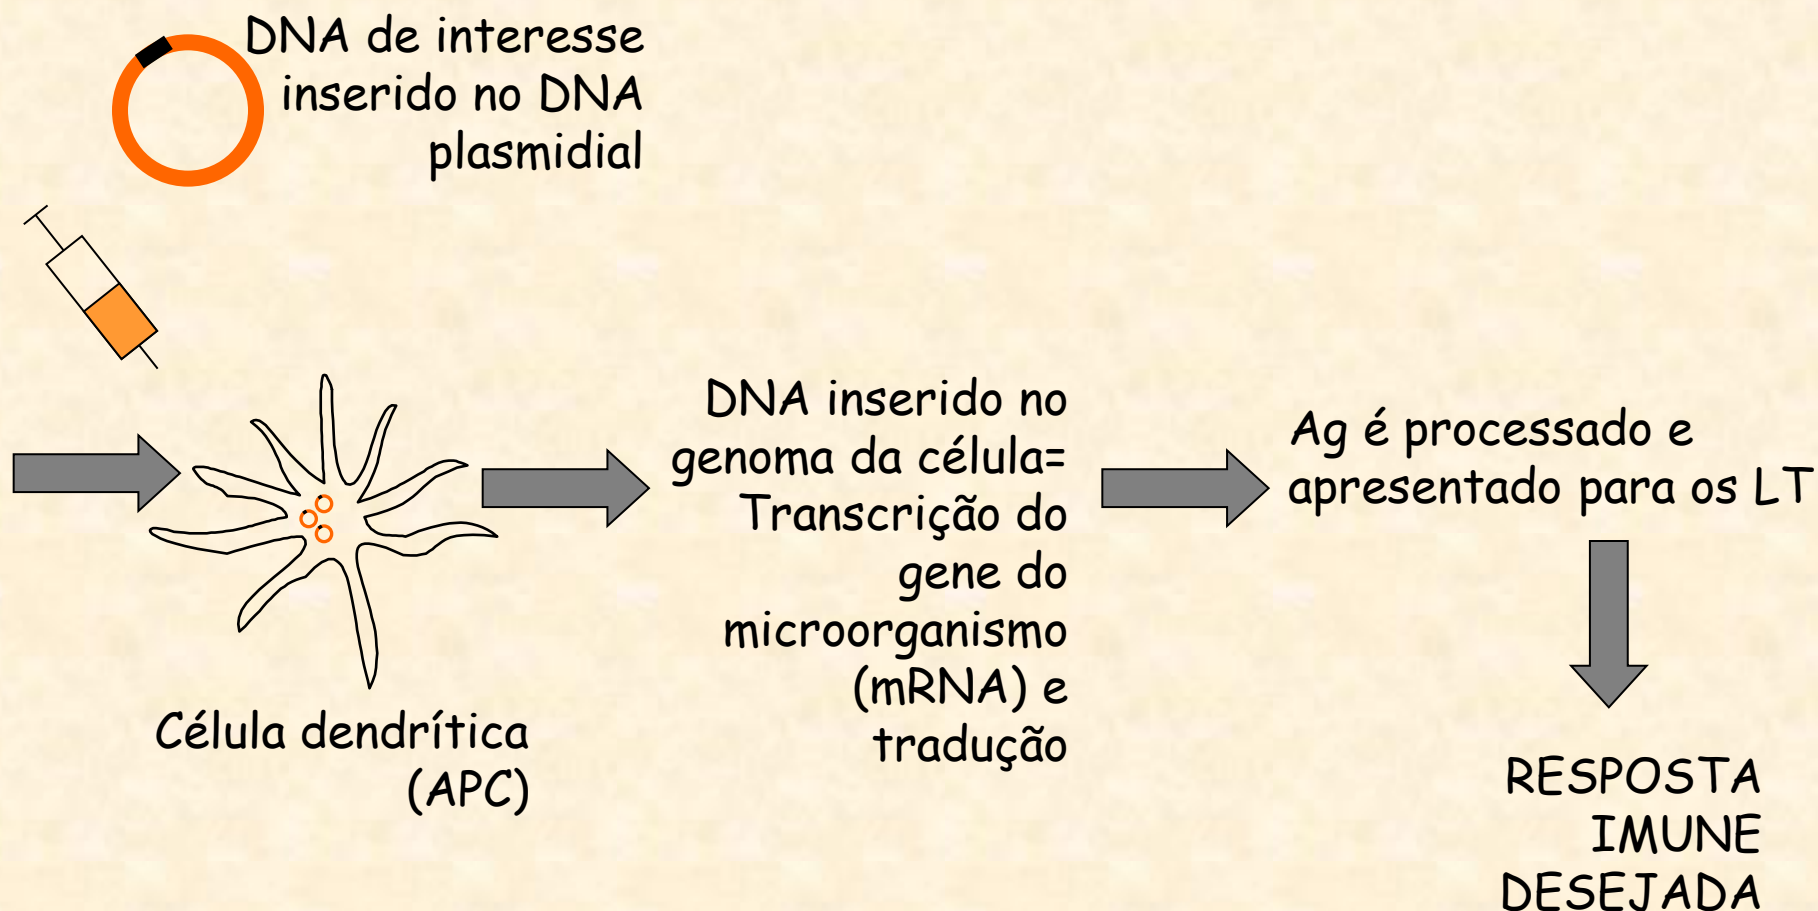 DNA de interesse
inserido no DNA
plasmidial
Célula dendrítica
(APC)
DNA inserido no
genoma da célula=
Transcrição do
gene do
microorganismo
(mRNA) e
tradução
Ag é processado e
apresentado para os LT
RESPOSTA
IMUNE
DESEJADA